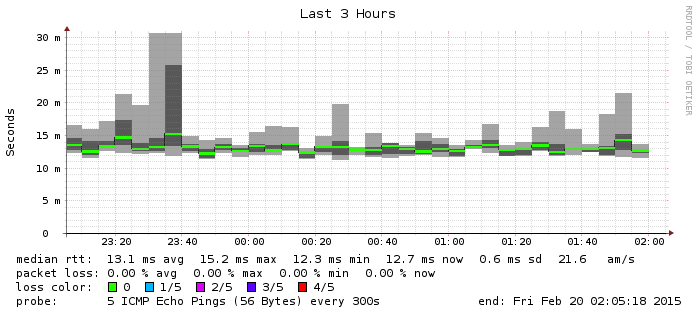 Last 3 Hours
RRDTOOL / TOBI OETIKER
Seconds
30 m
25 m
20 m
15 m
10 m
5 m
0
23:20 23:40 00:00 00:20 00:40 01:00 01:20 01:40 02:00
median rtt: 13.1 ms avg 15.2 ms max 12.3 ms min 12.7 ms now 0.6 ms sd 21.6 am/s
packet loss: 0.00 % avg 0.00 % max 0.00 % min 0.00 % now
loss color: 0 1/5 2/5 3/5 4/5
probe: 5 ICMP Echo Pings (56 Bytes) every 300s end: Fri Feb 20 02:05:18 2015